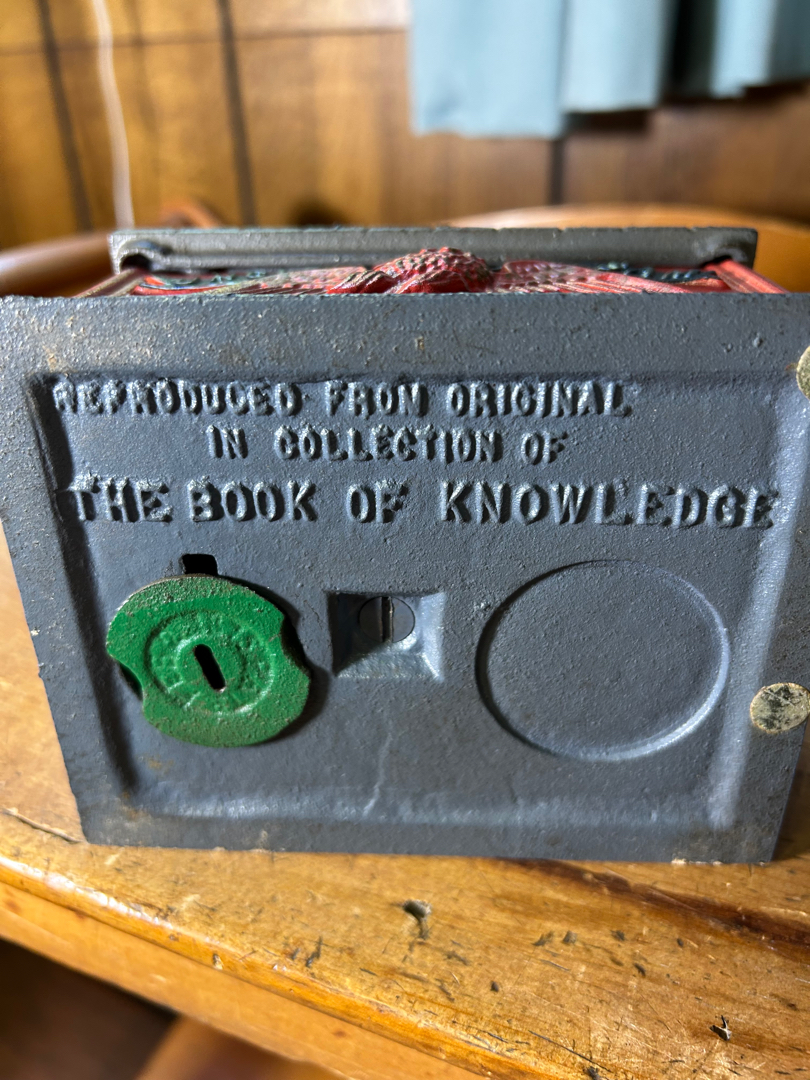 REPRODUCED FROM ORIGINAL
IN COLLECTION OF
THE BOOK OF KNOWLEDGE